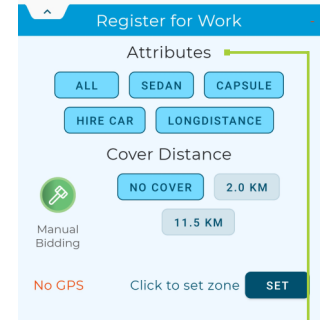 Register for Work
Attributes
ALL SEDAN CAPSULE
HIRE CAR LONGDISTANCE
Cover Distance
NO COVER 2.0 KM
11.5 KM
Manual
Bidding
No GPS Click to set zone SET